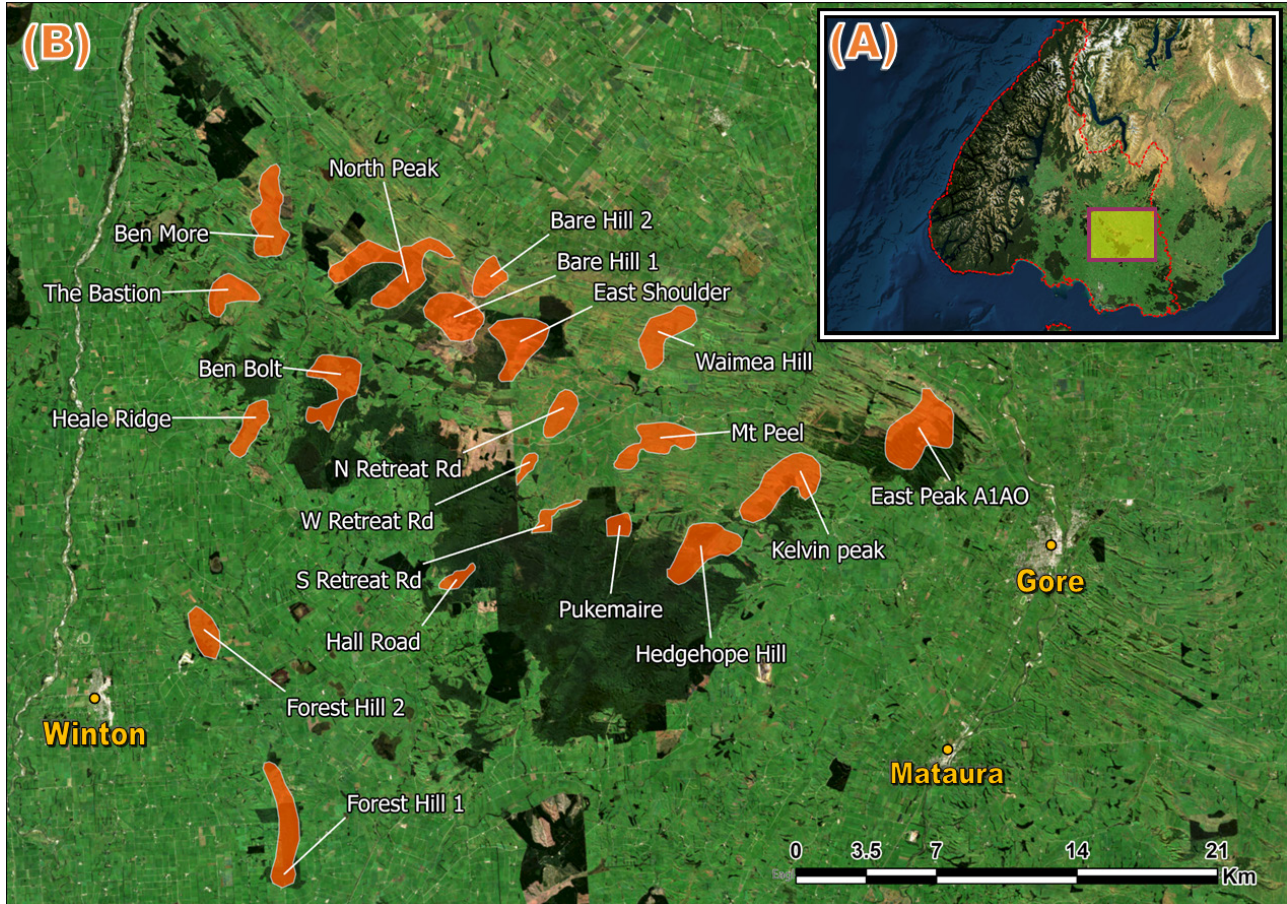 (B)
(A)
North Peak
Ben More
Bare Hill 2
Bare Hill 1
The Bastion
East Shoulder
Waimea Hill
Ben Bolt
Heale Ridge
Mt Peel
N Retreat Rd
East Peak A1AO
W Retreat Rd
Kelvin peak
S Retreat Rd
Gore
Pukemaire
Hall Road
Hedgehope Hill
Forest Hill 2
Winton
Mataura
Forest Hill 1
0 3.5 7 14 21
Km